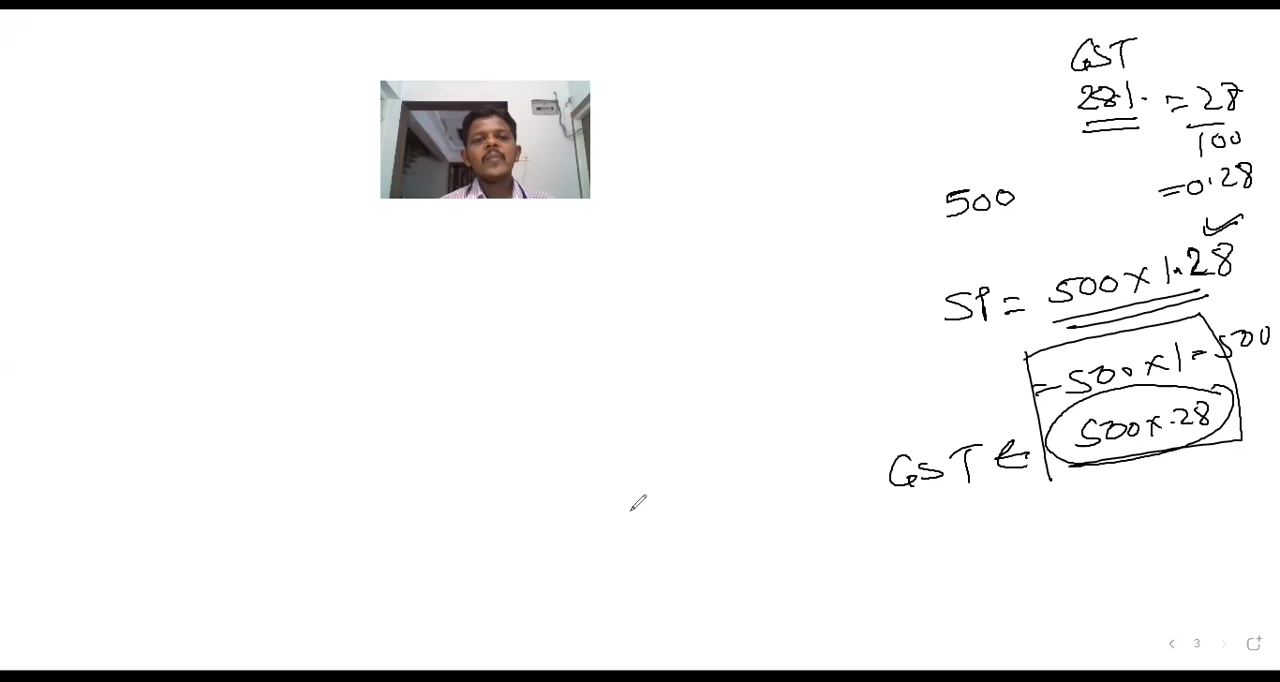 GST
28% = 28
100
= 0.28
500
SP = 500 x 1.28
= 500 x 1 = 500
500 x .28
GST ←
3